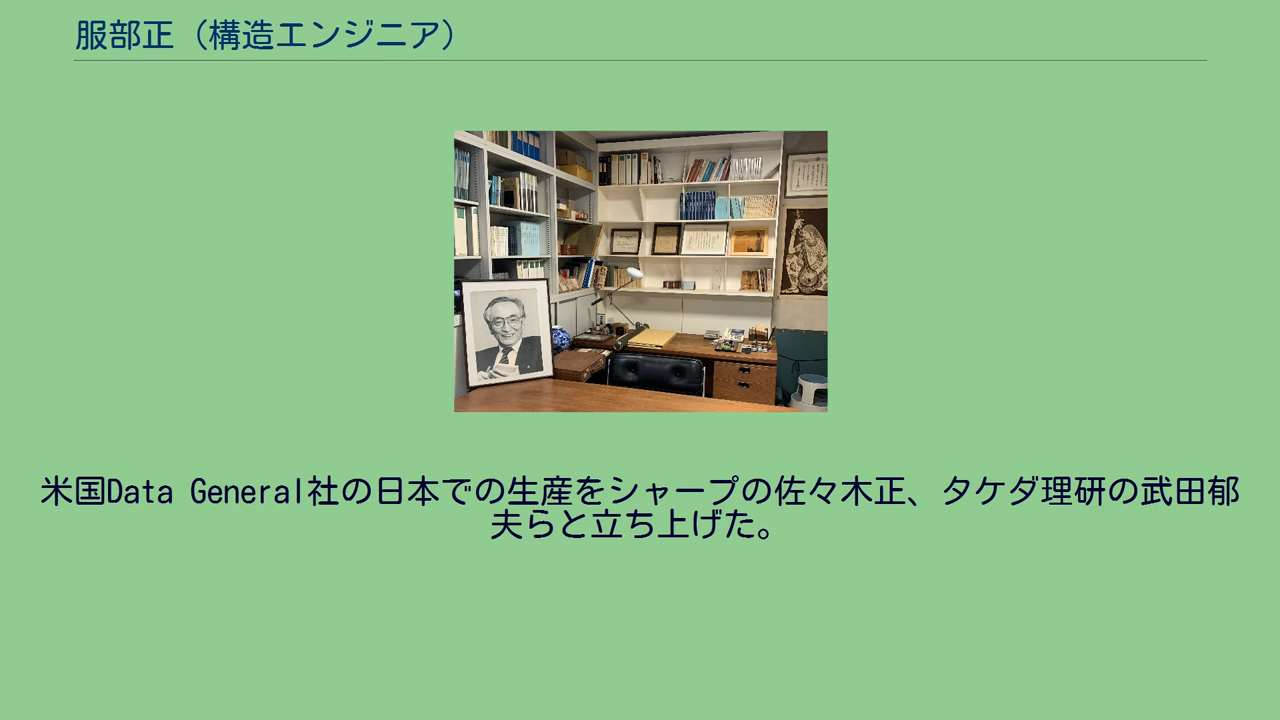 服部正（構造エンジニア）
米国Data General社の日本での生産をシャープの佐々木正、タケダ理研の武田郁
夫らと立ち上げた。